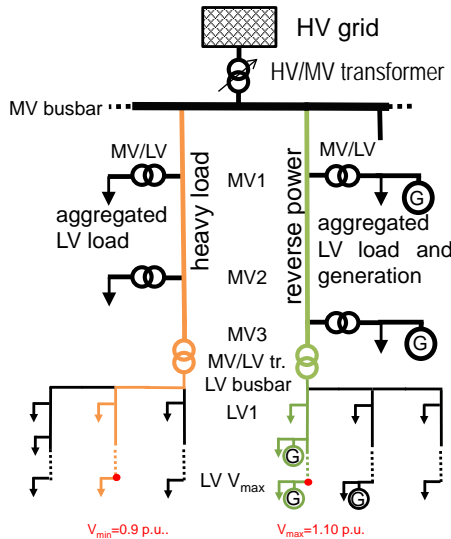 HV grid
HV/MV transformer
MV busbar
MV/LV
MV/LV
MV1
G
aggregated
LV load
heavy load
reverse power
aggregated
LV load and
generation
MV2
MV3
G
MV/LV tr.
LV busbar
LV1
G
LV Vmax
G
G
Vmin=0.9 p.u..
Vmax=1.10 p.u.